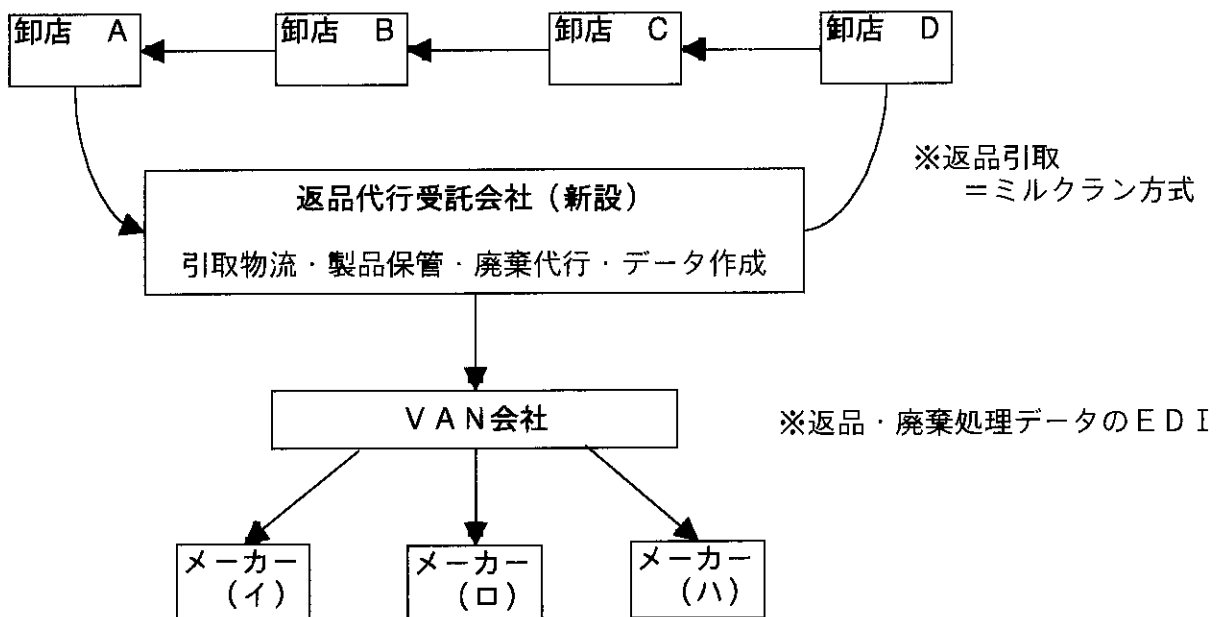 卸店 A
卸店 B
卸店 C
卸店 D
※返品引取
＝ミルクラン方式
返品代行受託会社（新設）
引取物流・製品保管・廃棄代行・データ作成
ＶＡＮ会社
※返品・廃棄処理データのＥＤＩ
メーカー
（イ）
メーカー
（ロ）
メーカー
（ハ）